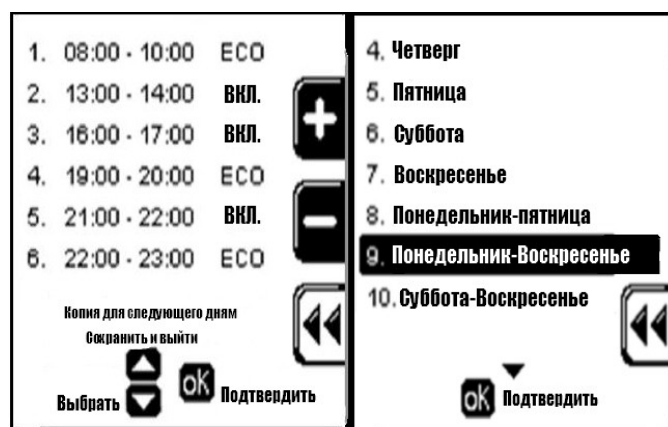 1. 08:00 - 10:00 ECO
2. 13:00 - 14:00 ВКЛ.
3. 16:00 - 17:00 ВКЛ.
4. 19:00 - 20:00 ECO
5. 21:00 - 22:00 ВКЛ.
6. 22:00 - 23:00 ECO
Копия для следующего дням
Сохранить и выйти
Выбрать
ok Подтвердить
4. Четверг
5. Пятница
6. Суббота
7. Воскресенье
8. Понедельник-пятница
9. Понедельник-Воскресенье
10. Суббота-Воскресенье
ok Подтвердить